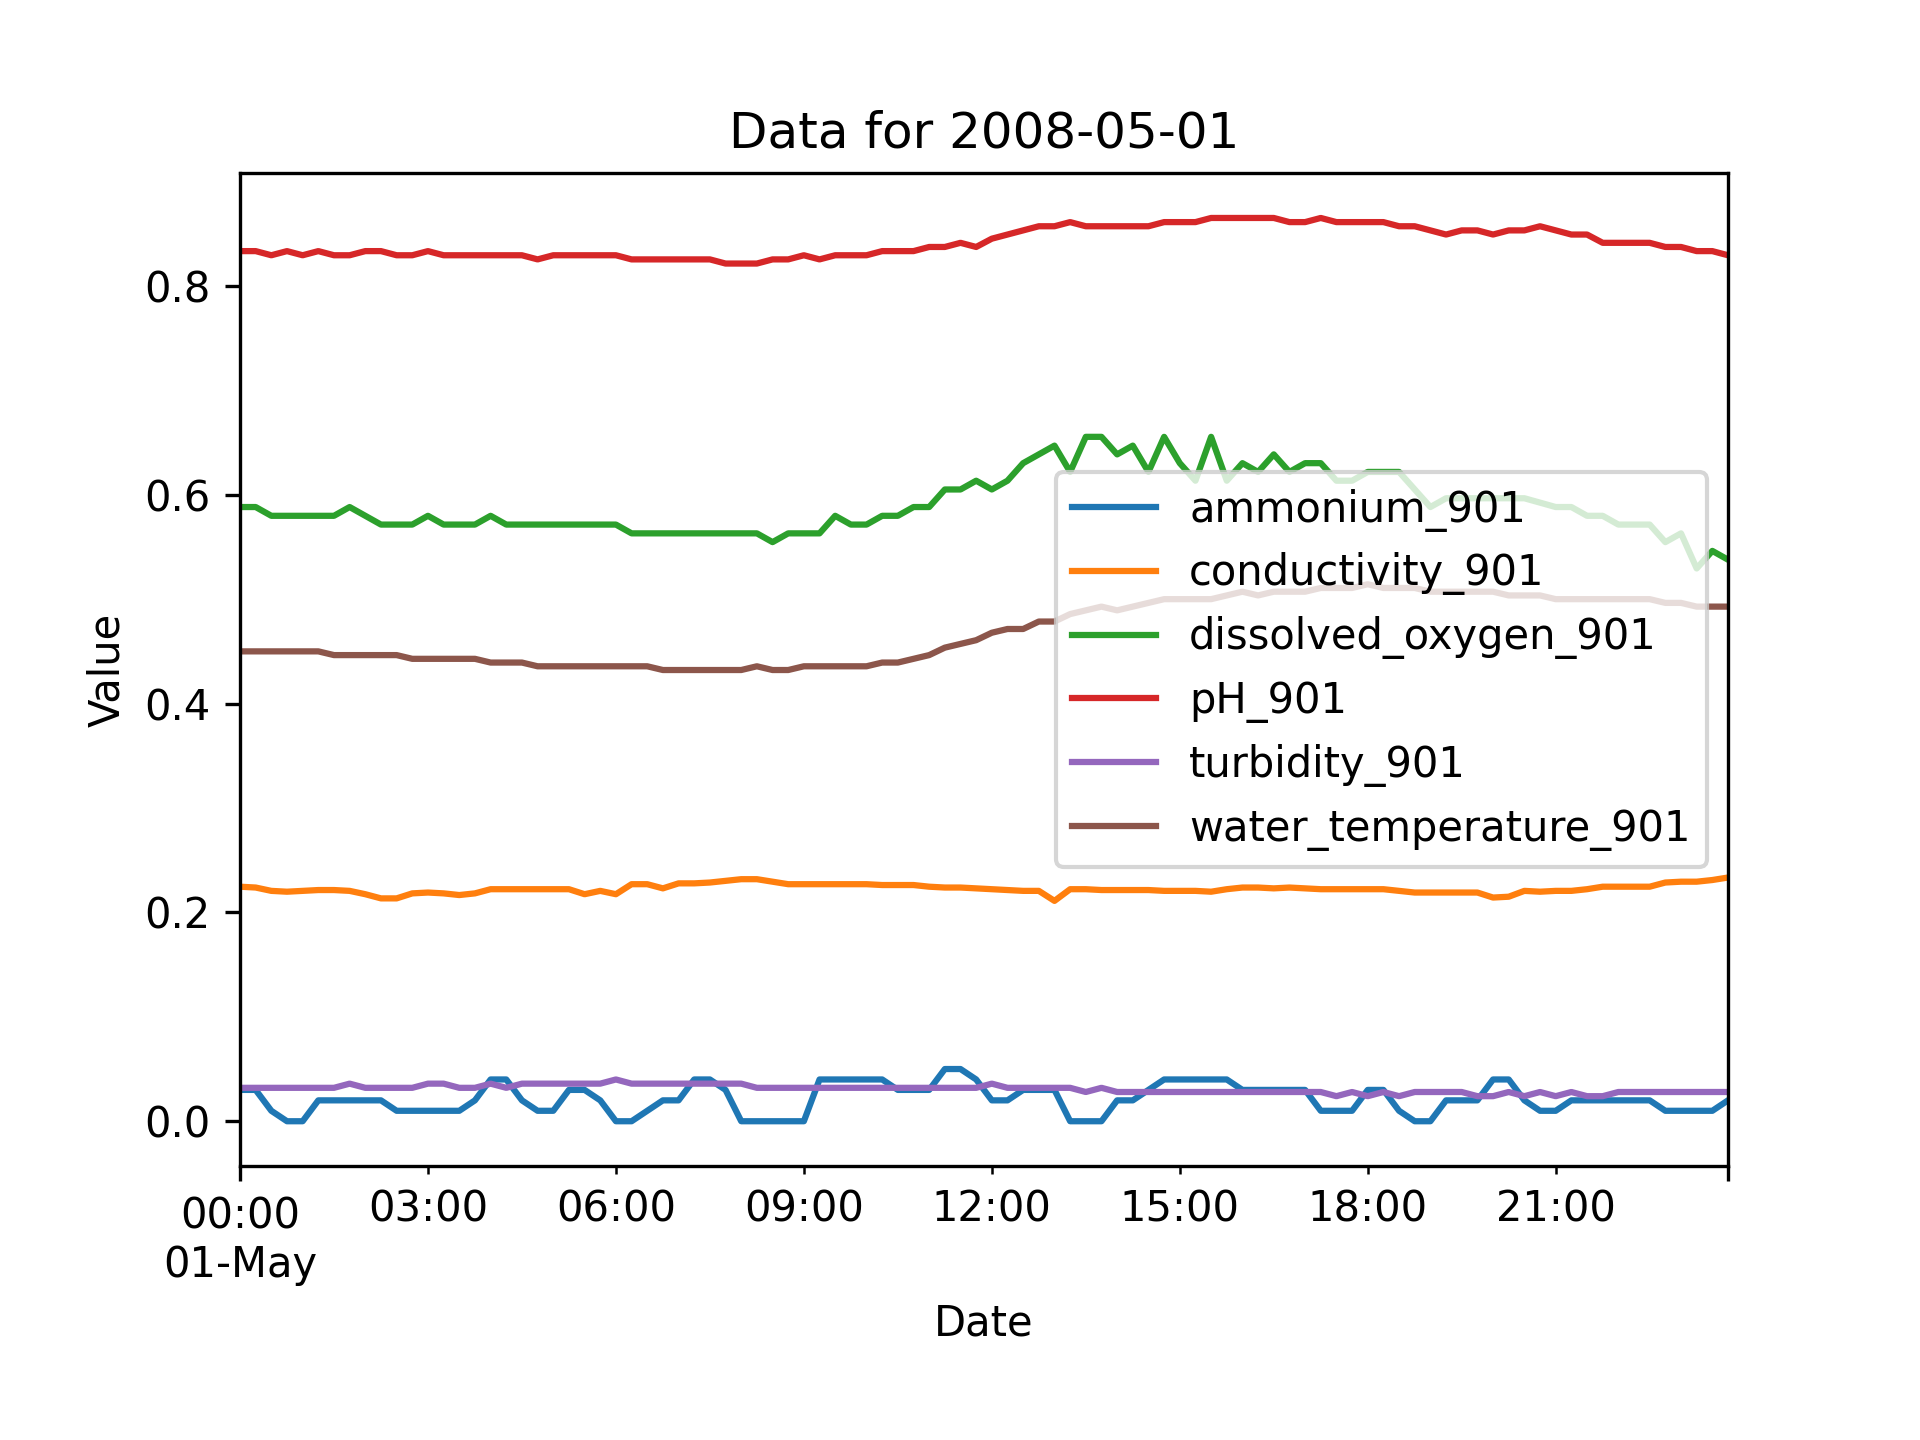 Data for 2008-05-01
Value
0.8
0.6
0.4
0.2
0.0
ammonium_901
conductivity_901
dissolved_oxygen_901
pH_901
turbidity_901
water_temperature_901
00:00 03:00 06:00 09:00 12:00 15:00 18:00 21:00
01-May
Date